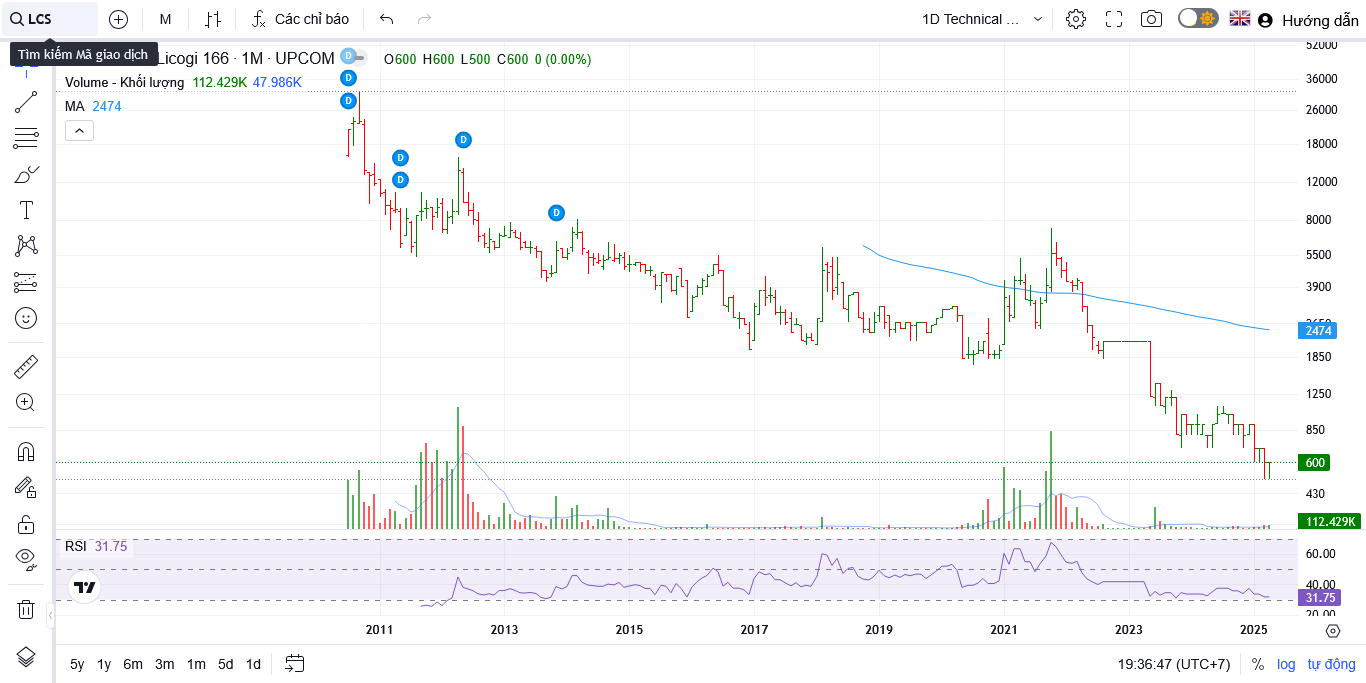 LCS
M
Các chỉ báo
1D Technical ...
Hướng dẫn
Tìm kiếm Mã giao dịch
Licogi 166 · 1M · UPCOM
D
O600 H600 L500 C600 0 (0.00%)
Volume - Khối lượng 112.429K 47.986K
MA 2474
D
D
D
D
D
D
52000
36000
26000
18000
12000
8000
5500
3900
2474
1850
1250
850
600
430
112.429K
RSI 31.75
60.00
40.00
31.75
20.00
2011 2013 2015 2017 2019 2021 2023 2025
5y 1y 6m 3m 1m 5d 1d
19:36:47 (UTC+7) % log tự động